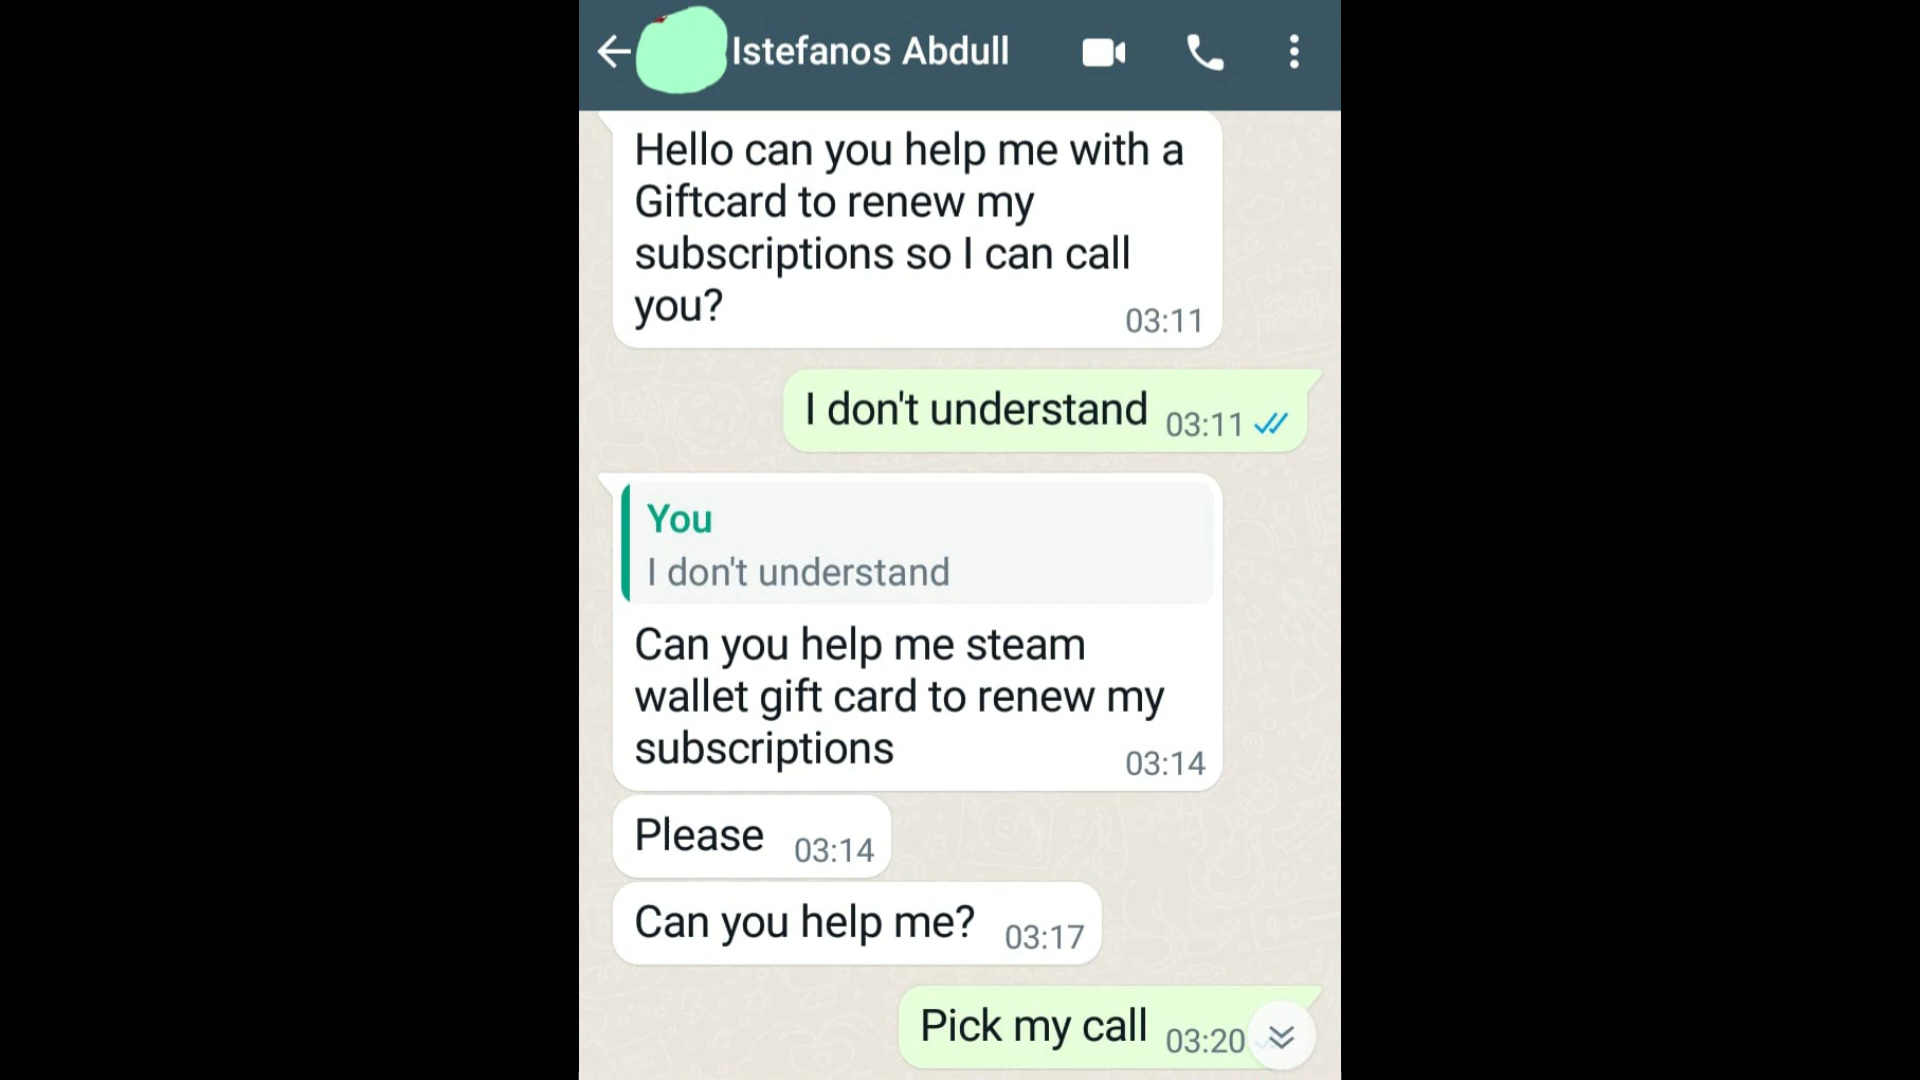 Istefanos Abdull
Hello can you help me with a
Giftcard to renew my
subscriptions so I can call
you?
03:11
I don't understand
03:11
You
I don't understand
Can you help me steam
wallet gift card to renew my
subscriptions
03:14
Please
03:14
Can you help me?
03:17
Pick my call
03:20